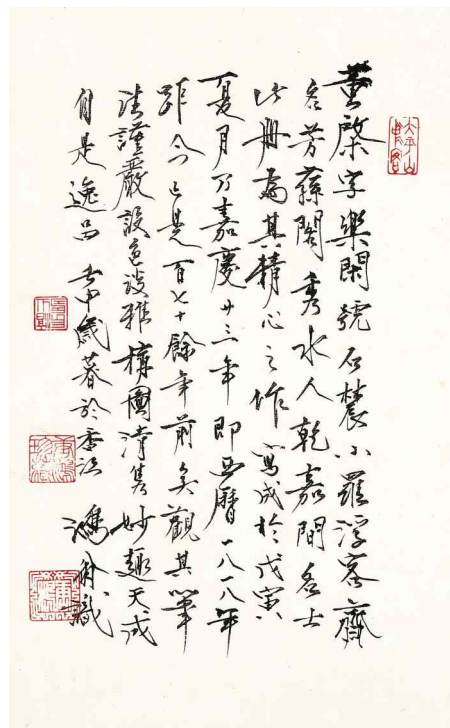 董棨字樂閑號石農小羅浮客齋
名芳蓀閣秀水人乾嘉間名士
此冊為其精心之作寫成於戊寅
夏月乃嘉慶廿三年即西曆一八一八年
距今已是百七十餘年前矣觀其筆
法謹嚴設色淡雅構圖清雋妙趣天成
自是逸品 壬申歲暮於香江 識